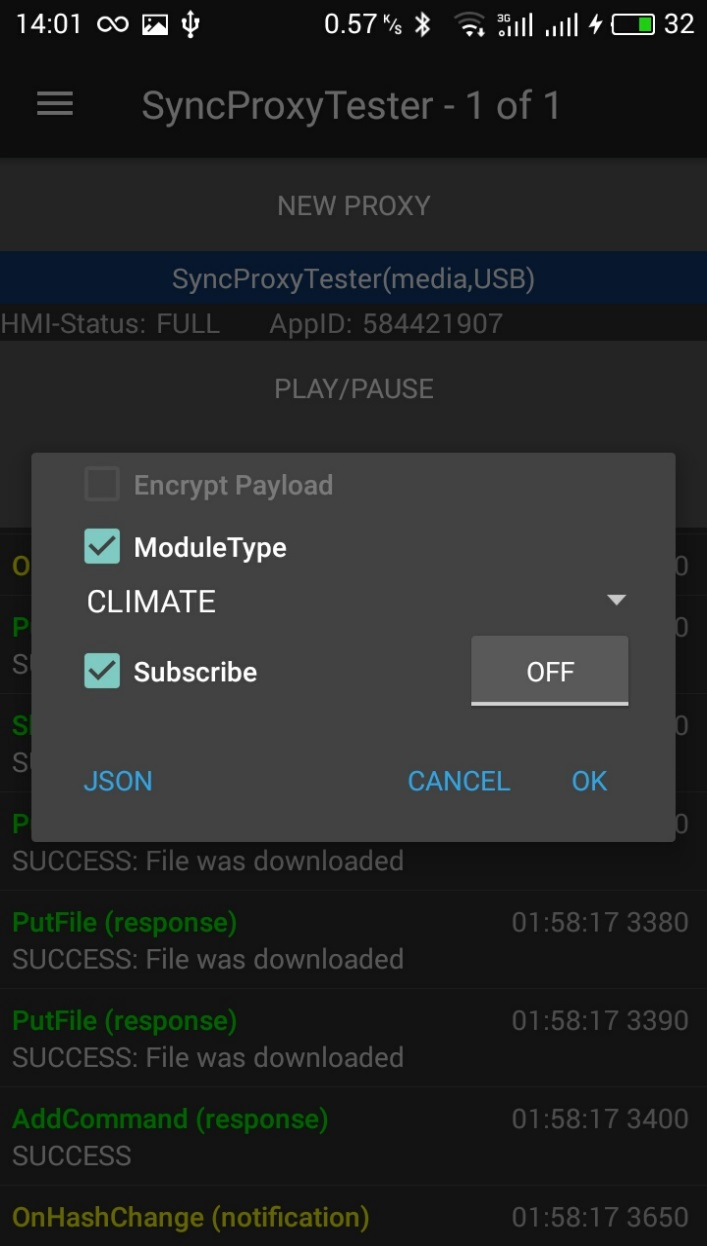 14:01 0.57 K/s 3G 32
SyncProxyTester - 1 of 1
NEW PROXY
SyncProxyTester(media,USB)
HMI-Status: FULL AppID: 584421907
PLAY/PAUSE
Encrypt Payload
ModuleType
CLIMATE
Subscribe OFF
JSON CANCEL OK
SUCCESS: File was downloaded
PutFile (response) 01:58:17 3380
SUCCESS: File was downloaded
PutFile (response) 01:58:17 3390
SUCCESS: File was downloaded
AddCommand (response) 01:58:17 3400
SUCCESS
OnHashChange (notification) 01:58:17 3650